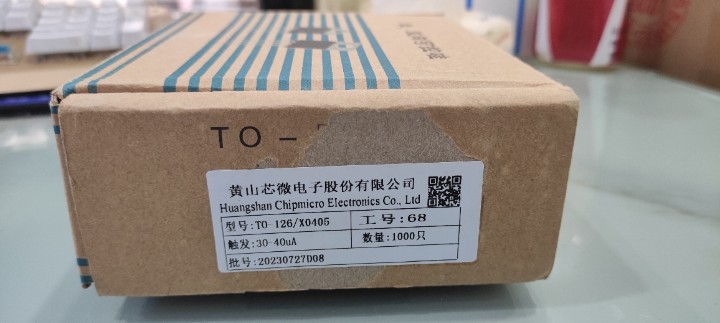 TO-
黄山芯微电子股份有限公司
Huangshan Chipmicro Electronics Co., Ltd
型号:TO-126/X0405 工号:68
触发:30-40uA 数量:1000只
批号:20230727D08